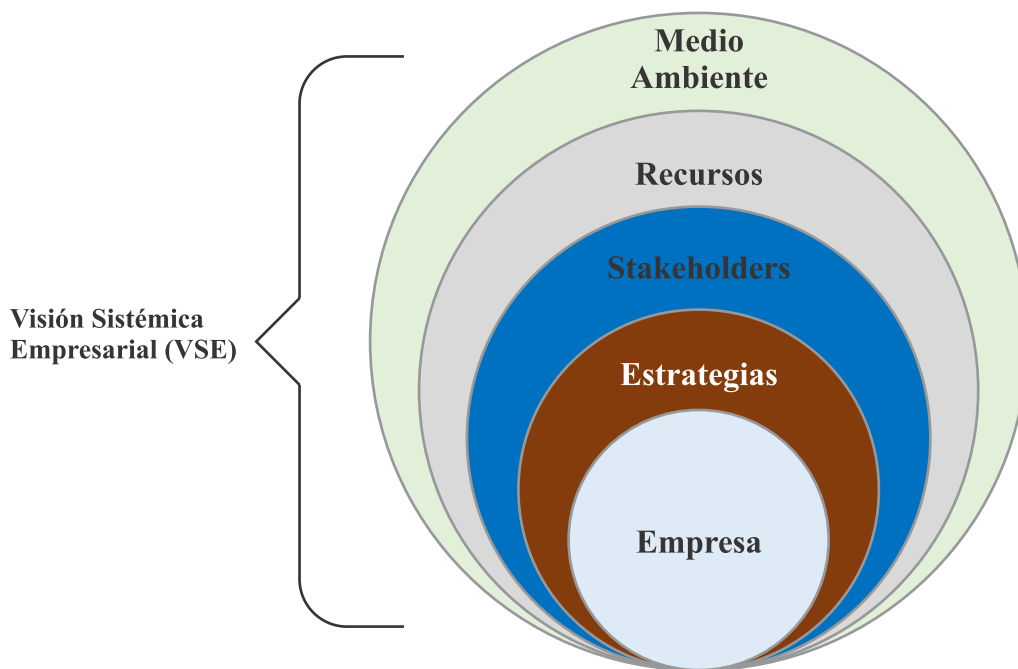 Medio
Ambiente
Recursos
Stakeholders
Visión Sistémica
Empresarial (VSE)
Estrategias
Empresa